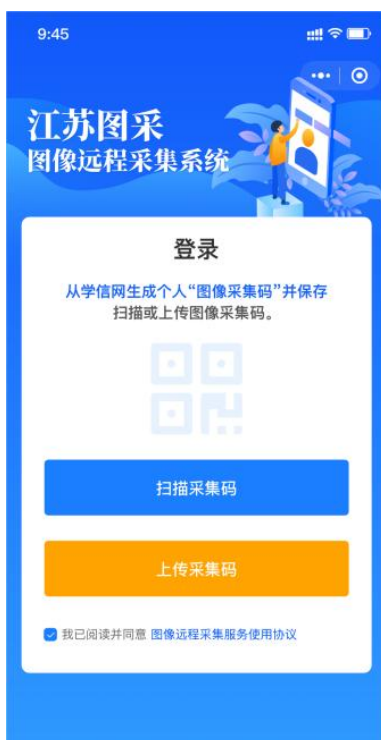 9:45
江苏图采
图像远程采集系统
登录
从学信网生成个人“图像采集码”并保存
扫描或上传图像采集码。
扫描采集码
上传采集码
我已阅读并同意 图像远程采集服务使用协议